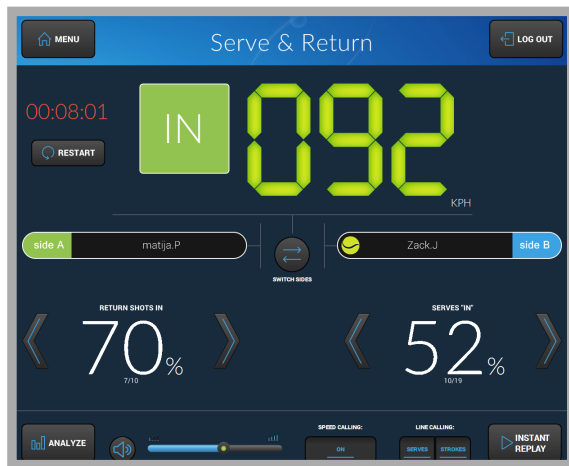 MENU
Serve & Return
LOG OUT
00:08:01
IN
092
RESTART
KPH
side A
matija.P
Zack.J
side B
SWITCH SIDES
RETURN SHOTS IN
70%
7/10
SERVES "IN"
52%
10/19
ANALYZE
SPEED CALLING:
ON
LINE CALLING:
SERVES STROKES
INSTANT
REPLAY